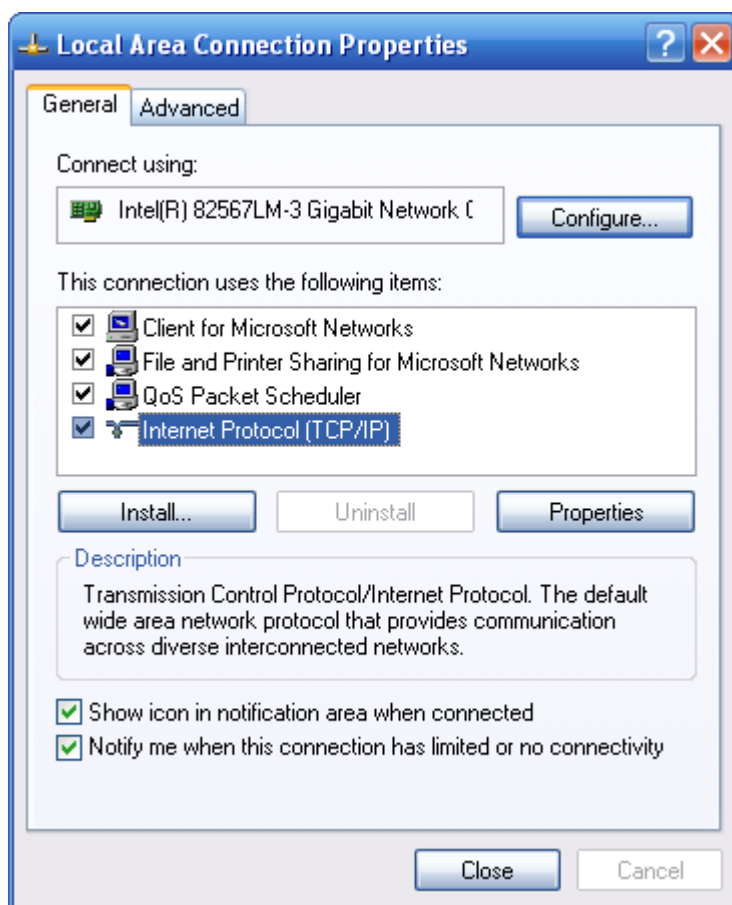 Local Area Connection Properties
?
General Advanced
Connect using:
Intel(R) 82567LM-3 Gigabit Network C
Configure...
This connection uses the following items:
Client for Microsoft Networks
File and Printer Sharing for Microsoft Networks
QoS Packet Scheduler
Internet Protocol (TCP/IP)
Install... Uninstall Properties
Description
Transmission Control Protocol/Internet Protocol. The default
wide area network protocol that provides communication
across diverse interconnected networks.
Show icon in notification area when connected
Notify me when this connection has limited or no connectivity
Close Cancel